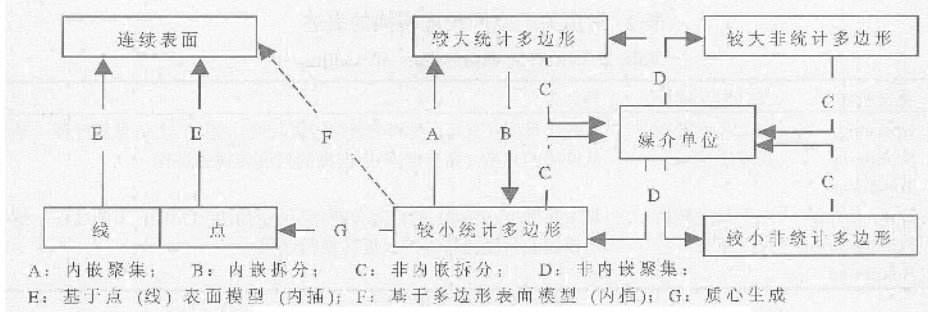 连续表面
较大统计多边形
较大非统计多边形
D
C
C
E
E
F
A
B
媒介单位
C
C
D
线
点
G
较小统计多边形
较小非统计多边形
A：内嵌聚集； B：内嵌拆分； C：非内嵌拆分； D：非内嵌聚集；
E：基于点（线）表面模型（内插）；F：基于多边形表面模型（内插）；G：质心生成